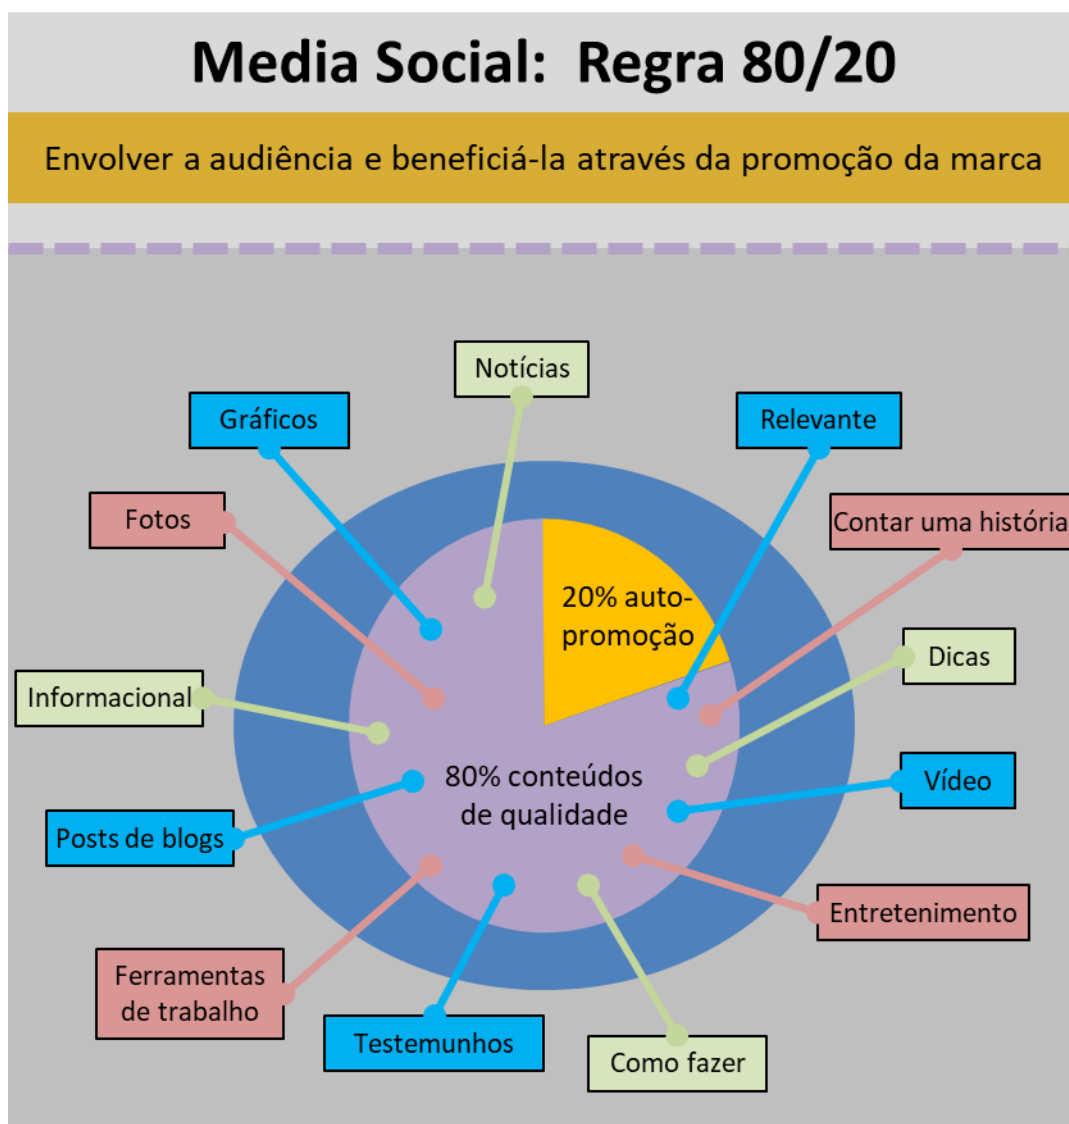 Media Social: Regra 80/20
Envolver a audiência e beneficiá-la através da promoção da marca
Notícias
Gráficos
Relevante
Fotos
Contar uma história
20% auto-
promoção
Dicas
Informacional
80% conteúdos
de qualidade
Vídeo
Posts de blogs
Entretenimento
Ferramentas
de trabalho
Testemunhos
Como fazer